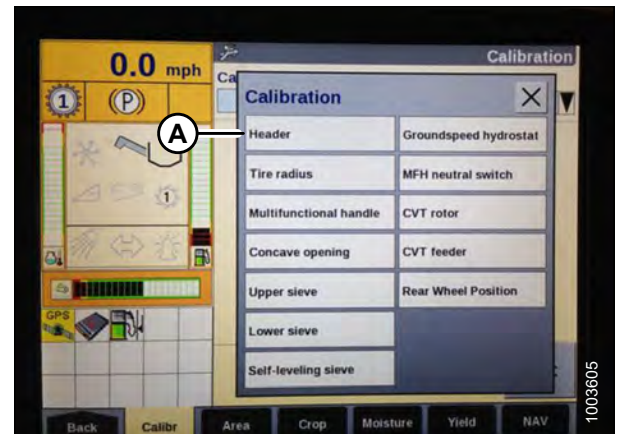 0.0 mph
Calibration
Ca
1
(P)
Calibration
X
A
Header
Groundspeed hydrostat
Tire radius
MFH neutral switch
Multifunctional handle
CVT rotor
1
Concave opening
CVT feeder
Upper sieve
Rear Wheel Position
GPS
Lower sieve
Self-leveling sieve
Back
Calibr
Area
Crop
Moisture
Yield
NAV
1003605